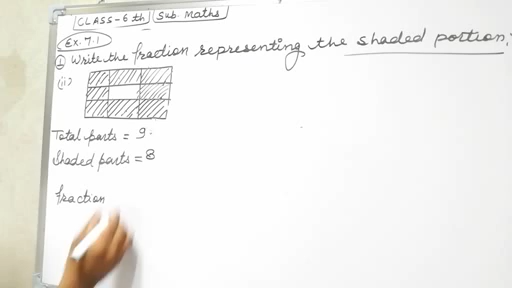 CLASS-6th Sub. Maths
Ex. 7.1
① Write the fraction representing the shaded portion.
(ii)
Total parts = 9.
Shaded parts = 8
fraction